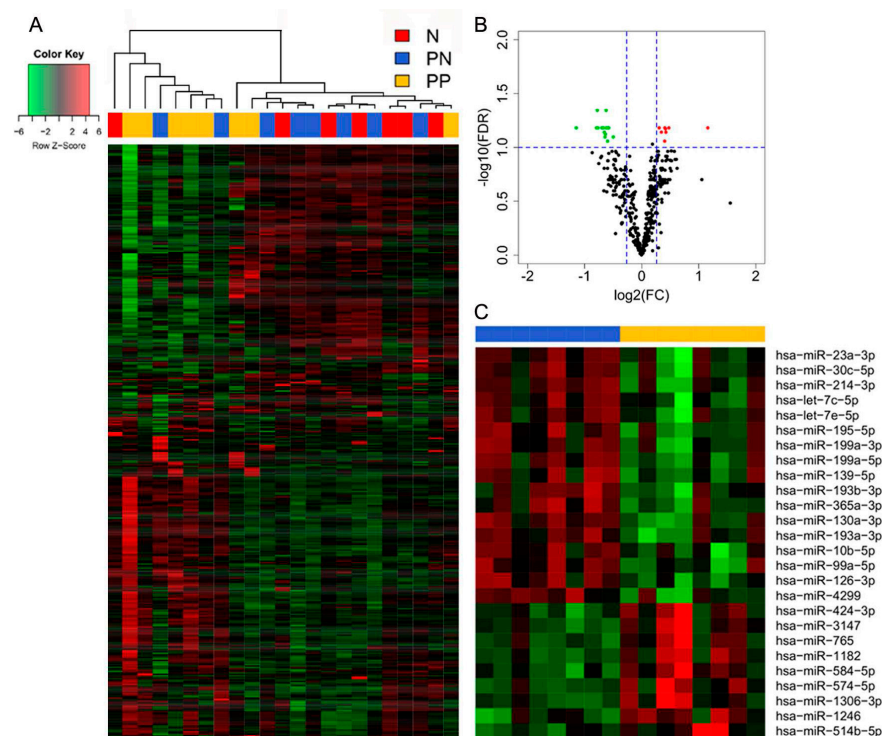 A
Color Key
-6 -4 -2 0 2 4 6
Row Z-Score
N
PN
PP
B
2.0
1.5
1.0
0.5
0.0
-log10(FDR)
-2 -1 0 1 2
log2(FC)
C
hsa-miR-23a-3p
hsa-miR-30c-5p
hsa-miR-214-3p
hsa-let-7c-5p
hsa-let-7e-5p
hsa-miR-195-5p
hsa-miR-199a-3p
hsa-miR-199a-5p
hsa-miR-139-5p
hsa-miR-193b-3p
hsa-miR-365a-3p
hsa-miR-130a-3p
hsa-miR-193a-3p
hsa-miR-10b-5p
hsa-miR-99a-5p
hsa-miR-126-3p
hsa-miR-4299
hsa-miR-424-3p
hsa-miR-3147
hsa-miR-765
hsa-miR-1182
hsa-miR-584-5p
hsa-miR-574-5p
hsa-miR-1306-3p
hsa-miR-1246
hsa-miR-514b-5p